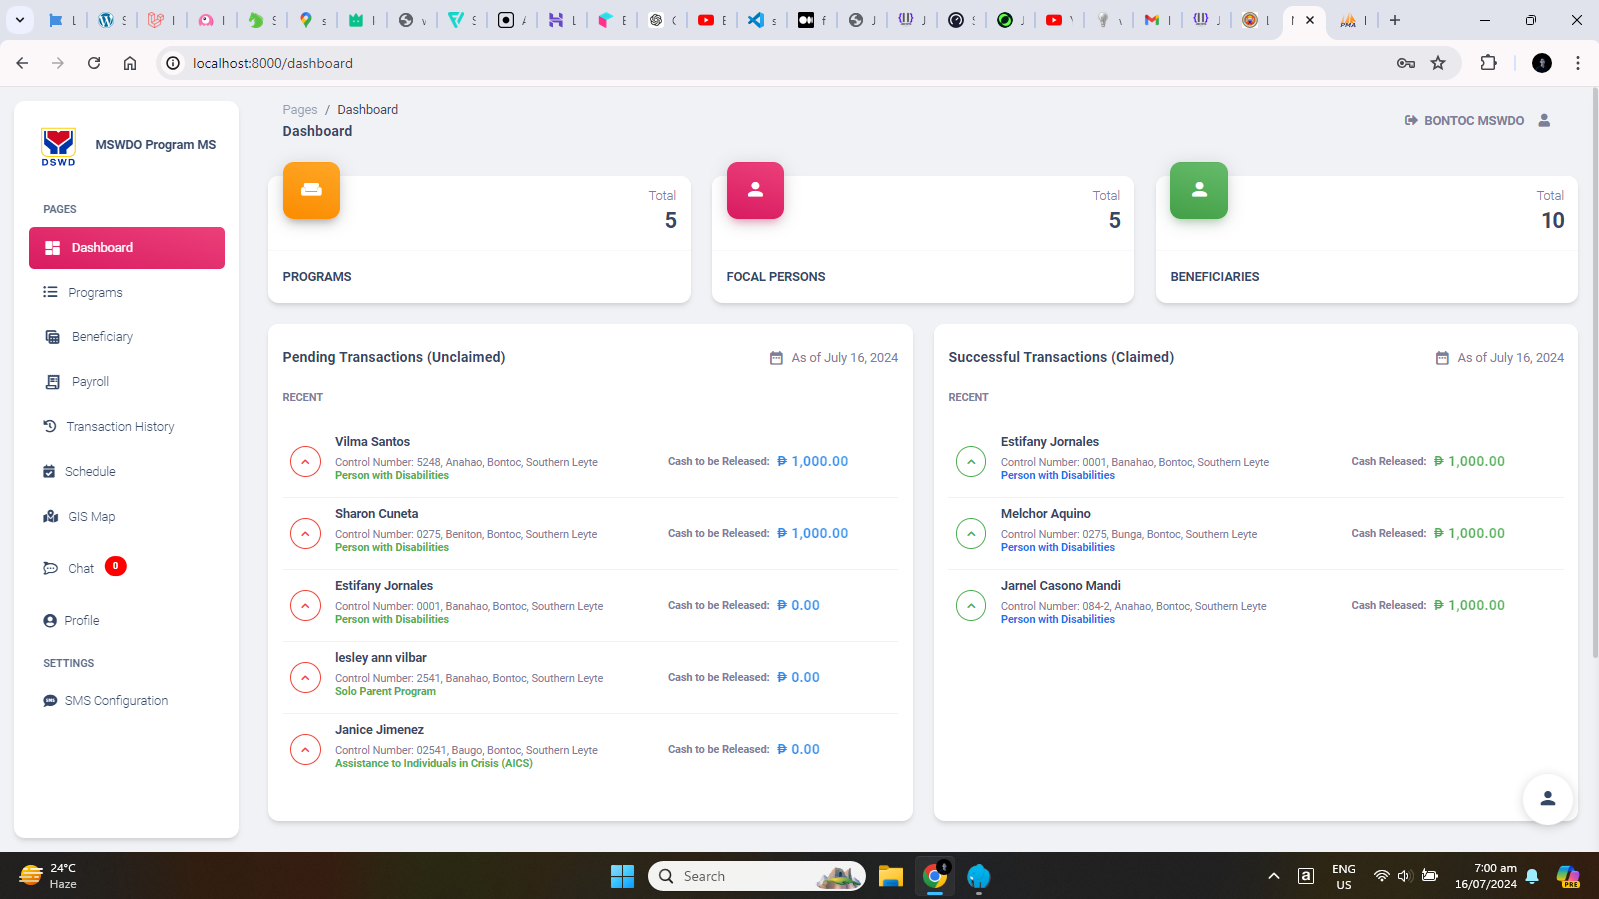 localhost:8000/dashboard
DSWD
MSWDO Program MS
PAGES
Dashboard
Programs
Beneficiary
Payroll
Transaction History
Schedule
GIS Map
Chat 0
Profile
SETTINGS
SMS Configuration
Pages / Dashboard
Dashboard
BONTOC MSWDO
Total
5
PROGRAMS
Total
5
FOCAL PERSONS
Total
10
BENEFICIARIES
Pending Transactions (Unclaimed) As of July 16, 2024
RECENT
Vilma Santos
Control Number: 5248, Anahao, Bontoc, Southern Leyte
Person with Disabilities
Cash to be Released: ₱ 1,000.00
Sharon Cuneta
Control Number: 0275, Beniton, Bontoc, Southern Leyte
Person with Disabilities
Cash to be Released: ₱ 1,000.00
Estifany Jornales
Control Number: 0001, Banahao, Bontoc, Southern Leyte
Person with Disabilities
Cash to be Released: ₱ 0.00
lesley ann vilbar
Control Number: 2541, Banahao, Bontoc, Southern Leyte
Solo Parent Program
Cash to be Released: ₱ 0.00
Janice Jimenez
Control Number: 02541, Baugo, Bontoc, Southern Leyte
Assistance to Individuals in Crisis (AICS)
Cash to be Released: ₱ 0.00
Successful Transactions (Claimed) As of July 16, 2024
RECENT
Estifany Jornales
Control Number: 0001, Banahao, Bontoc, Southern Leyte
Person with Disabilities
Cash Released: ₱ 1,000.00
Melchor Aquino
Control Number: 0275, Bunga, Bontoc, Southern Leyte
Person with Disabilities
Cash Released: ₱ 1,000.00
Jarnel Casono Mandi
Control Number: 084-2, Anahao, Bontoc, Southern Leyte
Person with Disabilities
Cash Released: ₱ 1,000.00
24°C
Haze
Search
ENG
US
7:00 am
16/07/2024
PRE